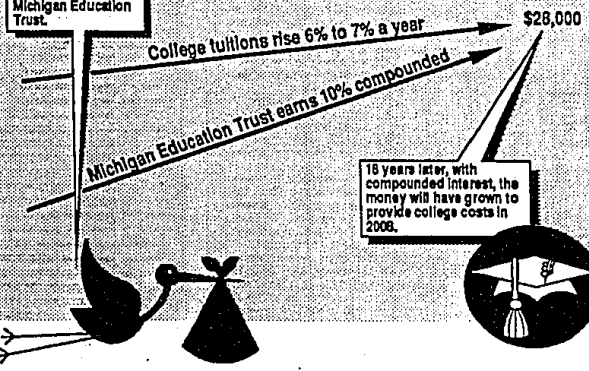 Michigan Education
Trust.
$28,000
College tuitions rise 6% to 7% a year
Michigan Education Trust earns 10% compounded
18 years later, with
compounded interest, the
money will have grown to
provide college costs in
2008.